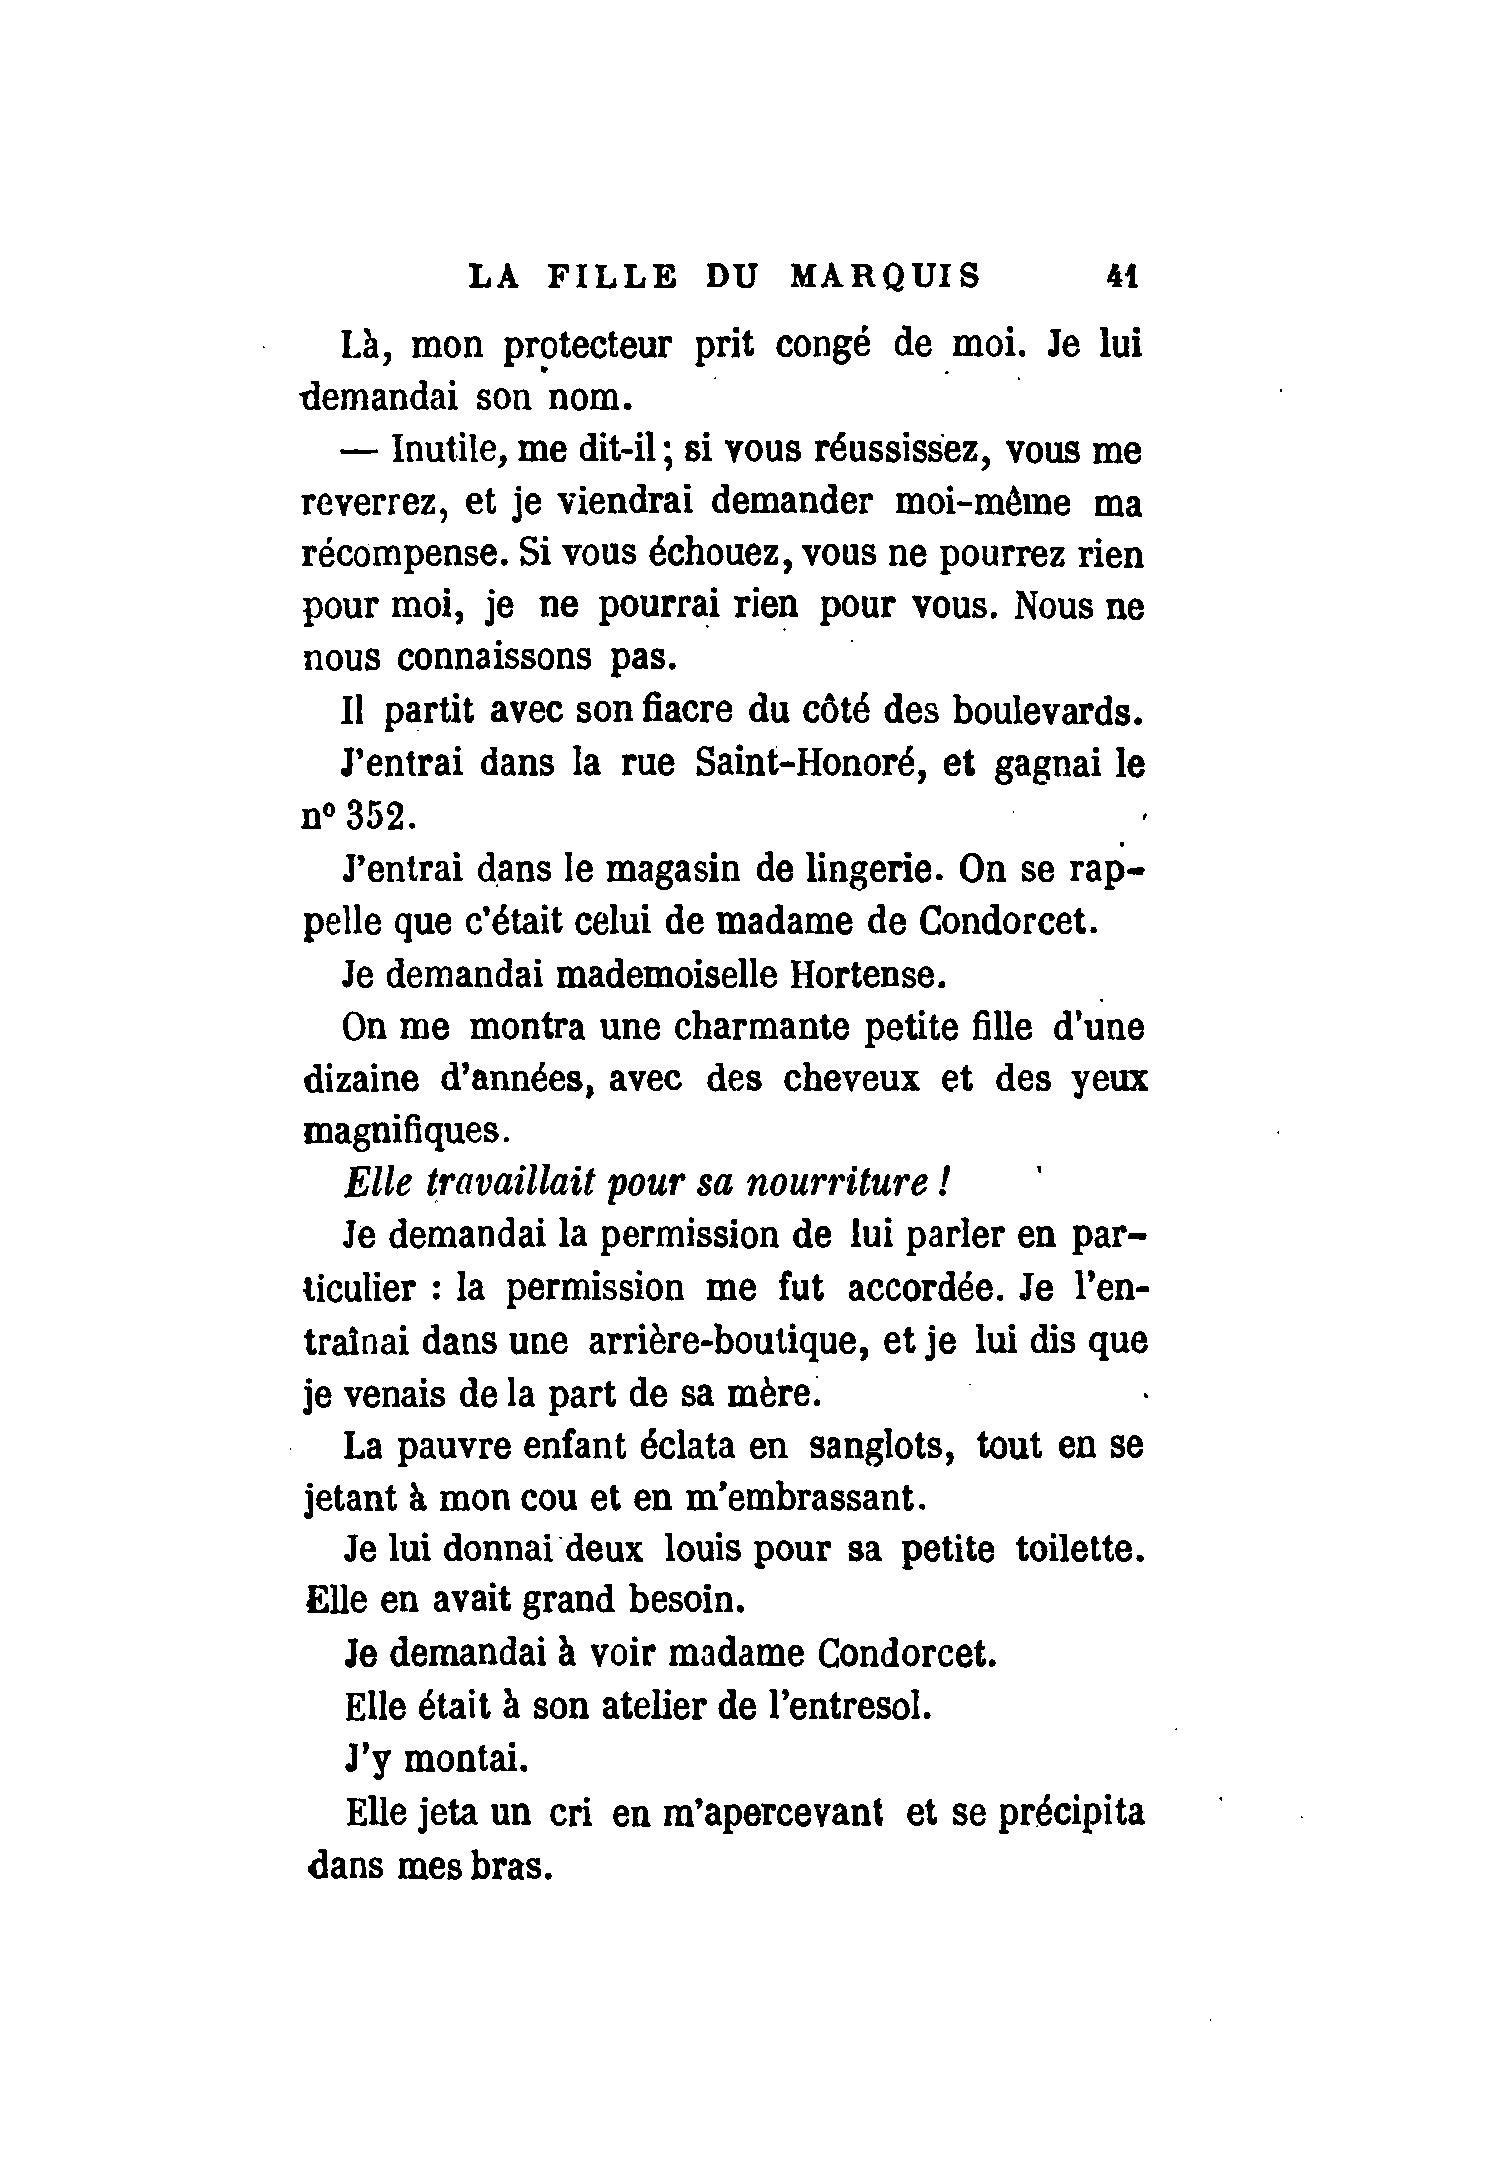 LA FILLE DU MARQUIS 41
Là, mon protecteur prit congé de moi. Je lui
demandai son nom.
— Inutile, me dit-il; si vous réussissez, vous me
reverrez, et je viendrai demander moi-même ma
récompense. Si vous échouez, vous ne pourrez rien
pour moi, je ne pourrai rien pour vous. Nous ne
nous connaissons pas.
Il partit avec son fiacre du côté des boulevards.
J'entrai dans la rue Saint-Honoré, et gagnai le
nº 352.
J'entrai dans le magasin de lingerie. On se rap-
pelle que c'était celui de madame de Condorcet.
Je demandai mademoiselle Hortense.
On me montra une charmante petite fille d'une
dizaine d'années, avec des cheveux et des yeux
magnifiques.
Elle travaillait pour sa nourriture !
Je demandai la permission de lui parler en par-
ticulier : la permission me fut accordée. Je l'en-
traînai dans une arrière-boutique, et je lui dis que
je venais de la part de sa mère.
La pauvre enfant éclata en sanglots, tout en se
jetant à mon cou et en m'embrassant.
Je lui donnai deux louis pour sa petite toilette.
Elle en avait grand besoin.
Je demandai à voir madame Condorcet.
Elle était à son atelier de l'entresol.
J'y montai.
Elle jeta un cri en m'apercevant et se précipita
dans mes bras.